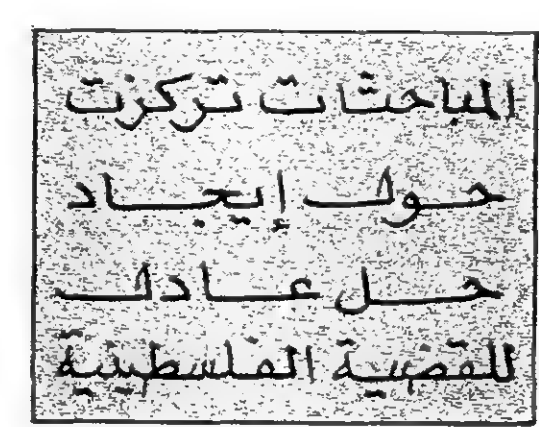 المباحثات تركزت
حول إيجاد
حل عادل
للقضية الفلسطينية